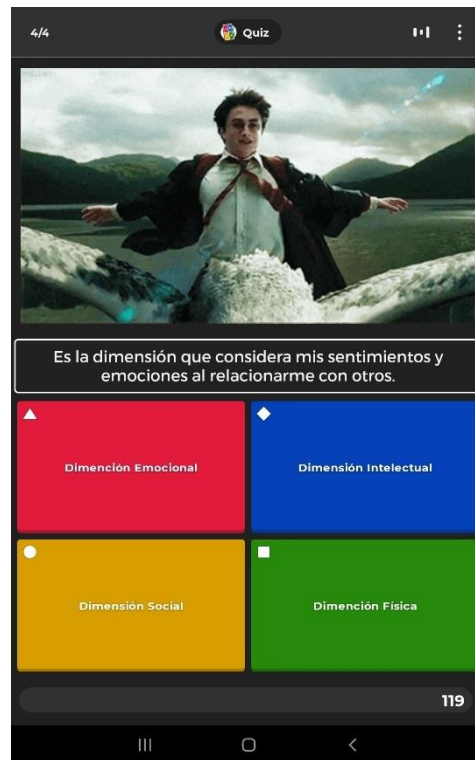 4/4
Quiz
Es la dimensión que considera mis sentimientos y
emociones al relacionarme con otros.
Dimención Emocional
Dimensión Intelectual
Dimensión Social
Dimención Física
119